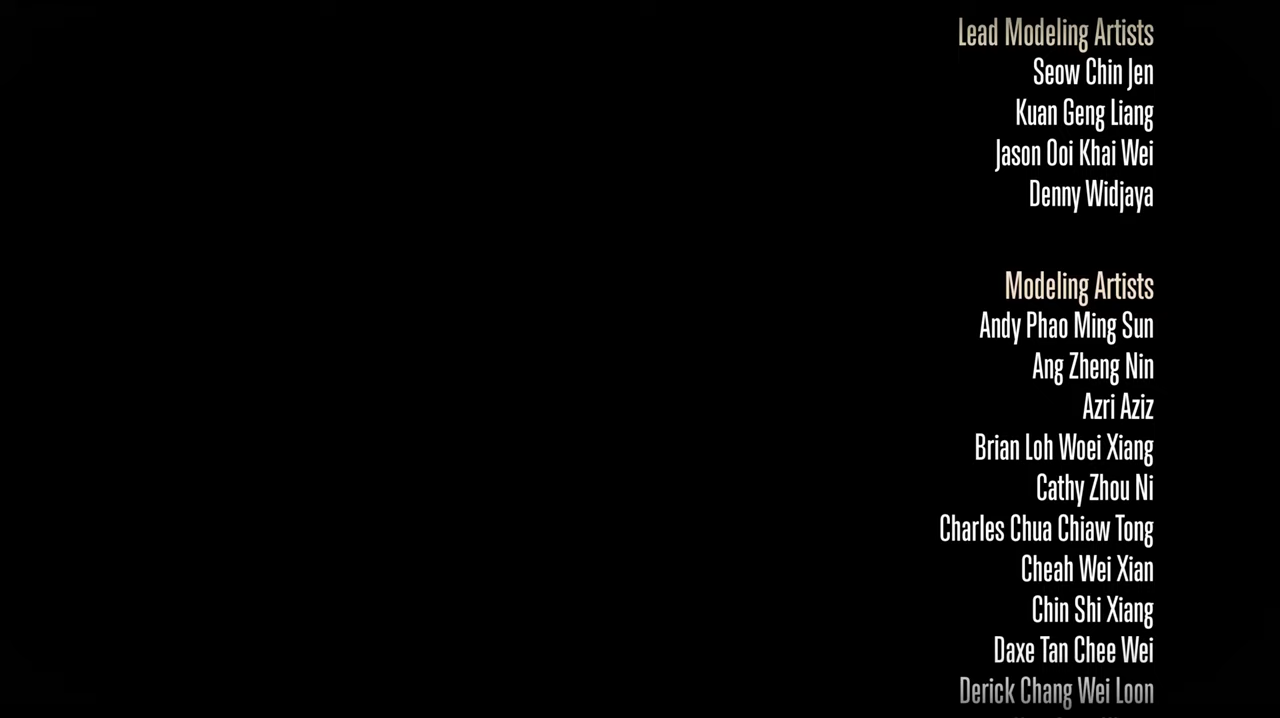 Lead Modeling Artists
Seow Chin Jen
Kuan Geng Liang
Jason Ooi Khai Wei
Denny Widjaya
Modeling Artists
Andy Phao Ming Sun
Ang Zheng Nin
Azri Aziz
Brian Loh Woei Xiang
Cathy Zhou Ni
Charles Chua Chiaw Tong
Cheah Wei Xian
Chin Shi Xiang
Daxe Tan Chee Wei
Derick Chang Wei Loon